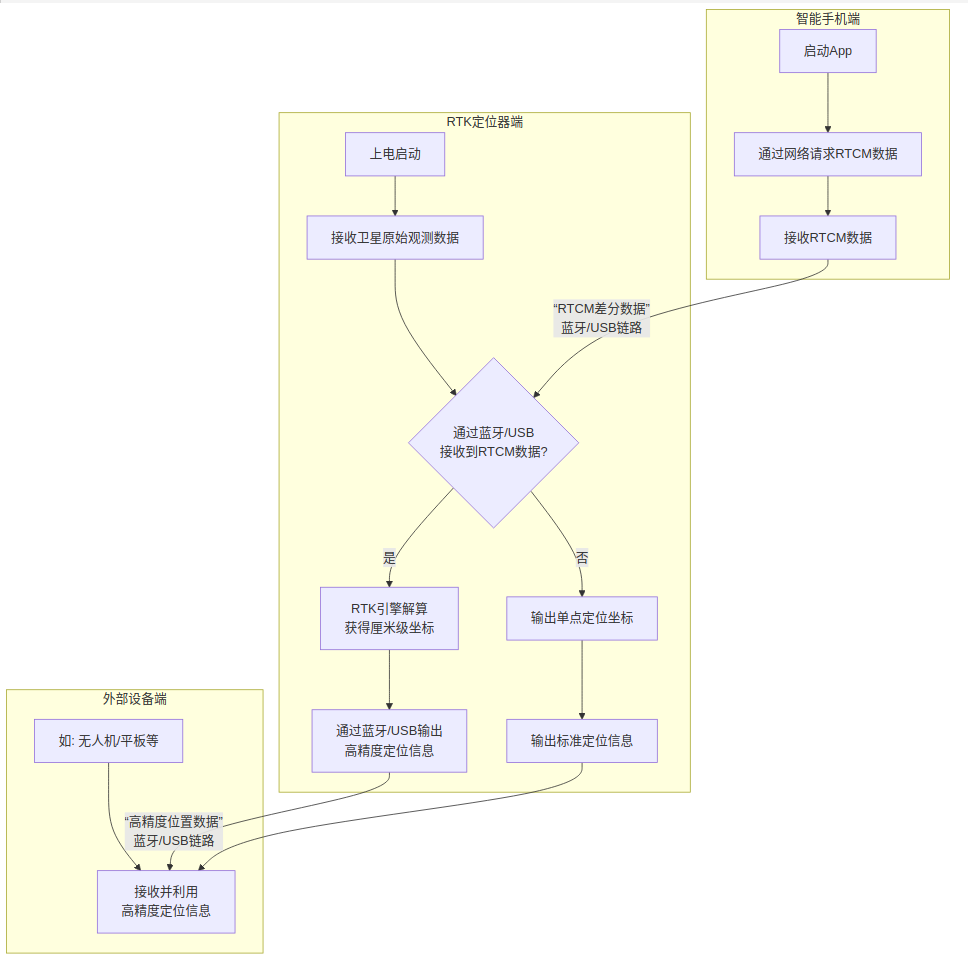 智能手机端
启动App
通过网络请求RTCM数据
接收RTCM数据
RTK定位器端
上电启动
接收卫星原始观测数据
“RTCM差分数据”
蓝牙/USB链路
通过蓝牙/USB
接收到RTCM数据?
是
否
RTK引擎解算
获得厘米级坐标
输出单点定位坐标
通过蓝牙/USB输出
高精度定位信息
输出标准定位信息
外部设备端
如: 无人机/平板等
“高精度位置数据”
蓝牙/USB链路
接收并利用
高精度定位信息